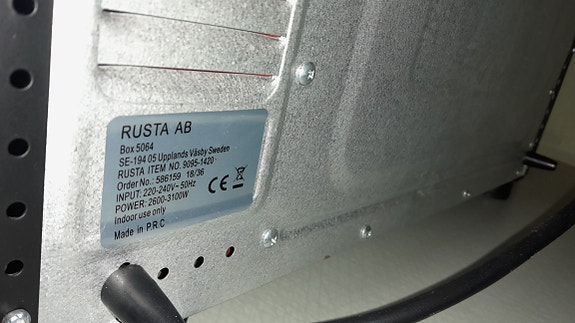 RUSTA AB
Box 5064
SE-194 05 Upplands Väsby Sweden
RUSTA ITEM NO. 9095-1420
Order No.: 586159 18/36
INPUT: 220-240V~ 50Hz
POWER: 2600-3100W
Indoor use only
Made in P.R.C
CE